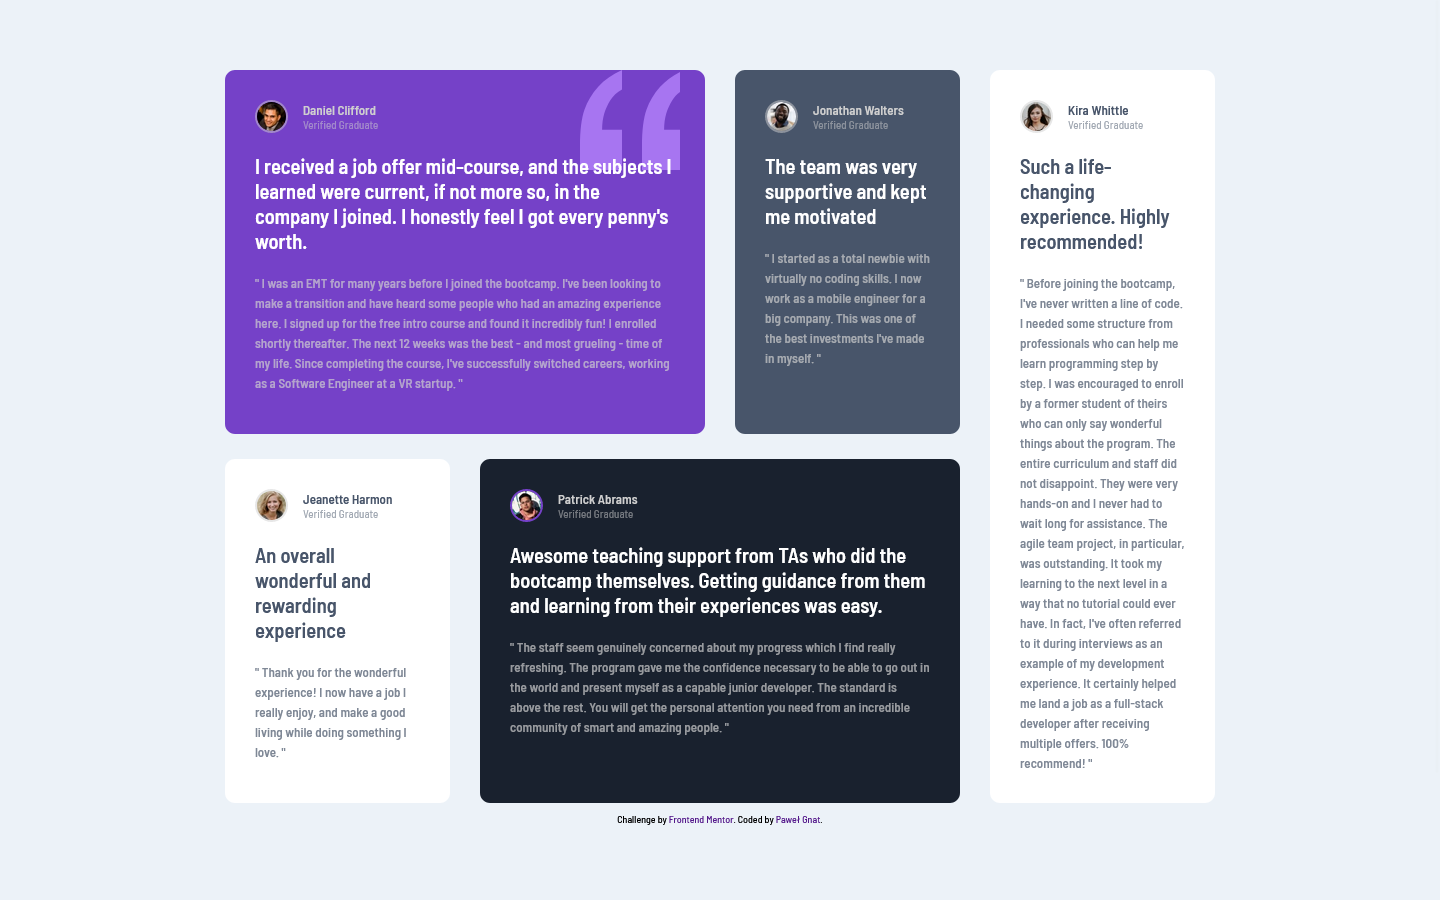 Daniel Clifford
Verified Graduate
I received a job offer mid-course, and the subjects I
learned were current, if not more so, in the
company I joined. I honestly feel I got every penny's
worth.
" I was an EMT for many years before I joined the bootcamp. I've been looking to
make a transition and have heard some people who had an amazing experience
here. I signed up for the free intro course and found it incredibly fun! I enrolled
shortly thereafter. The next 12 weeks was the best - and most grueling - time of
my life. Since completing the course, I've successfully switched careers, working
as a Software Engineer at a VR startup. "
Jonathan Walters
Verified Graduate
The team was very
supportive and kept
me motivated
" I started as a total newbie with
virtually no coding skills. I now
work as a mobile engineer for a
big company. This was one of
the best investments I've made
in myself. "
Kira Whittle
Verified Graduate
Such a life-
changing
experience. Highly
recommended!
" Before joining the bootcamp,
I've never written a line of code.
I needed some structure from
professionals who can help me
learn programming step by
step. I was encouraged to enroll
by a former student of theirs
who can only say wonderful
things about the program. The
entire curriculum and staff did
not disappoint. They were very
hands-on and I never had to
wait long for assistance. The
agile team project, in particular,
was outstanding. It took my
learning to the next level in a
way that no tutorial could ever
have. In fact, I've often referred
to it during interviews as an
example of my development
experience. It certainly helped
me land a job as a full-stack
developer after receiving
multiple offers. 100%
recommend! "
Jeanette Harmon
Verified Graduate
An overall
wonderful and
rewarding
experience
" Thank you for the wonderful
experience! I now have a job I
really enjoy, and make a good
living while doing something I
love. "
Patrick Abrams
Verified Graduate
Awesome teaching support from TAs who did the
bootcamp themselves. Getting guidance from them
and learning from their experiences was easy.
" The staff seem genuinely concerned about my progress which I find really
refreshing. The program gave me the confidence necessary to be able to go out in
the world and present myself as a capable junior developer. The standard is
above the rest. You will get the personal attention you need from an incredible
community of smart and amazing people. "
Challenge by Frontend Mentor. Coded by Paweł Gnat.